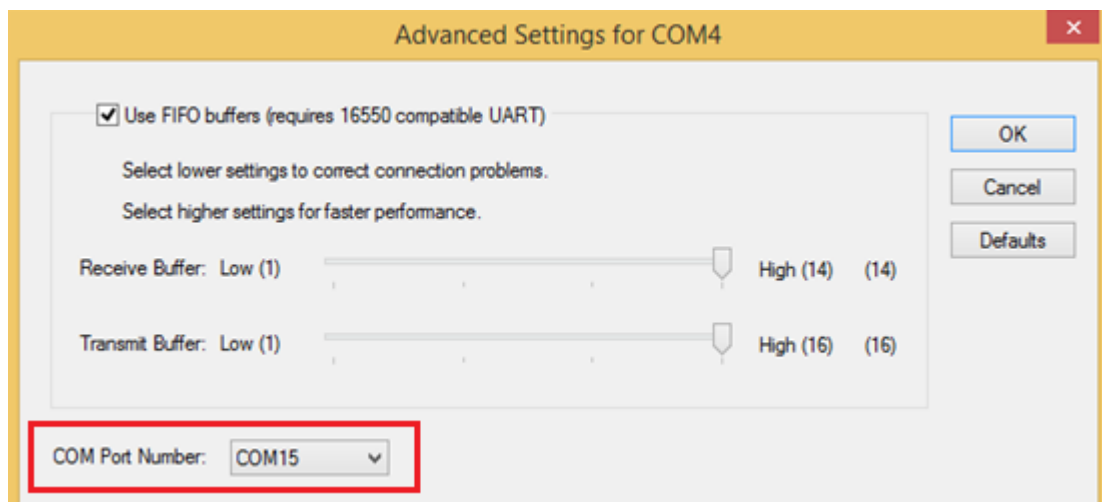 Advanced Settings for COM4
Use FIFO buffers (requires 16550 compatible UART)
OK
Select lower settings to correct connection problems.
Cancel
Select higher settings for faster performance.
Defaults
Receive Buffer: Low (1) High (14) (14)
Transmit Buffer: Low (1) High (16) (16)
COM Port Number: COM15